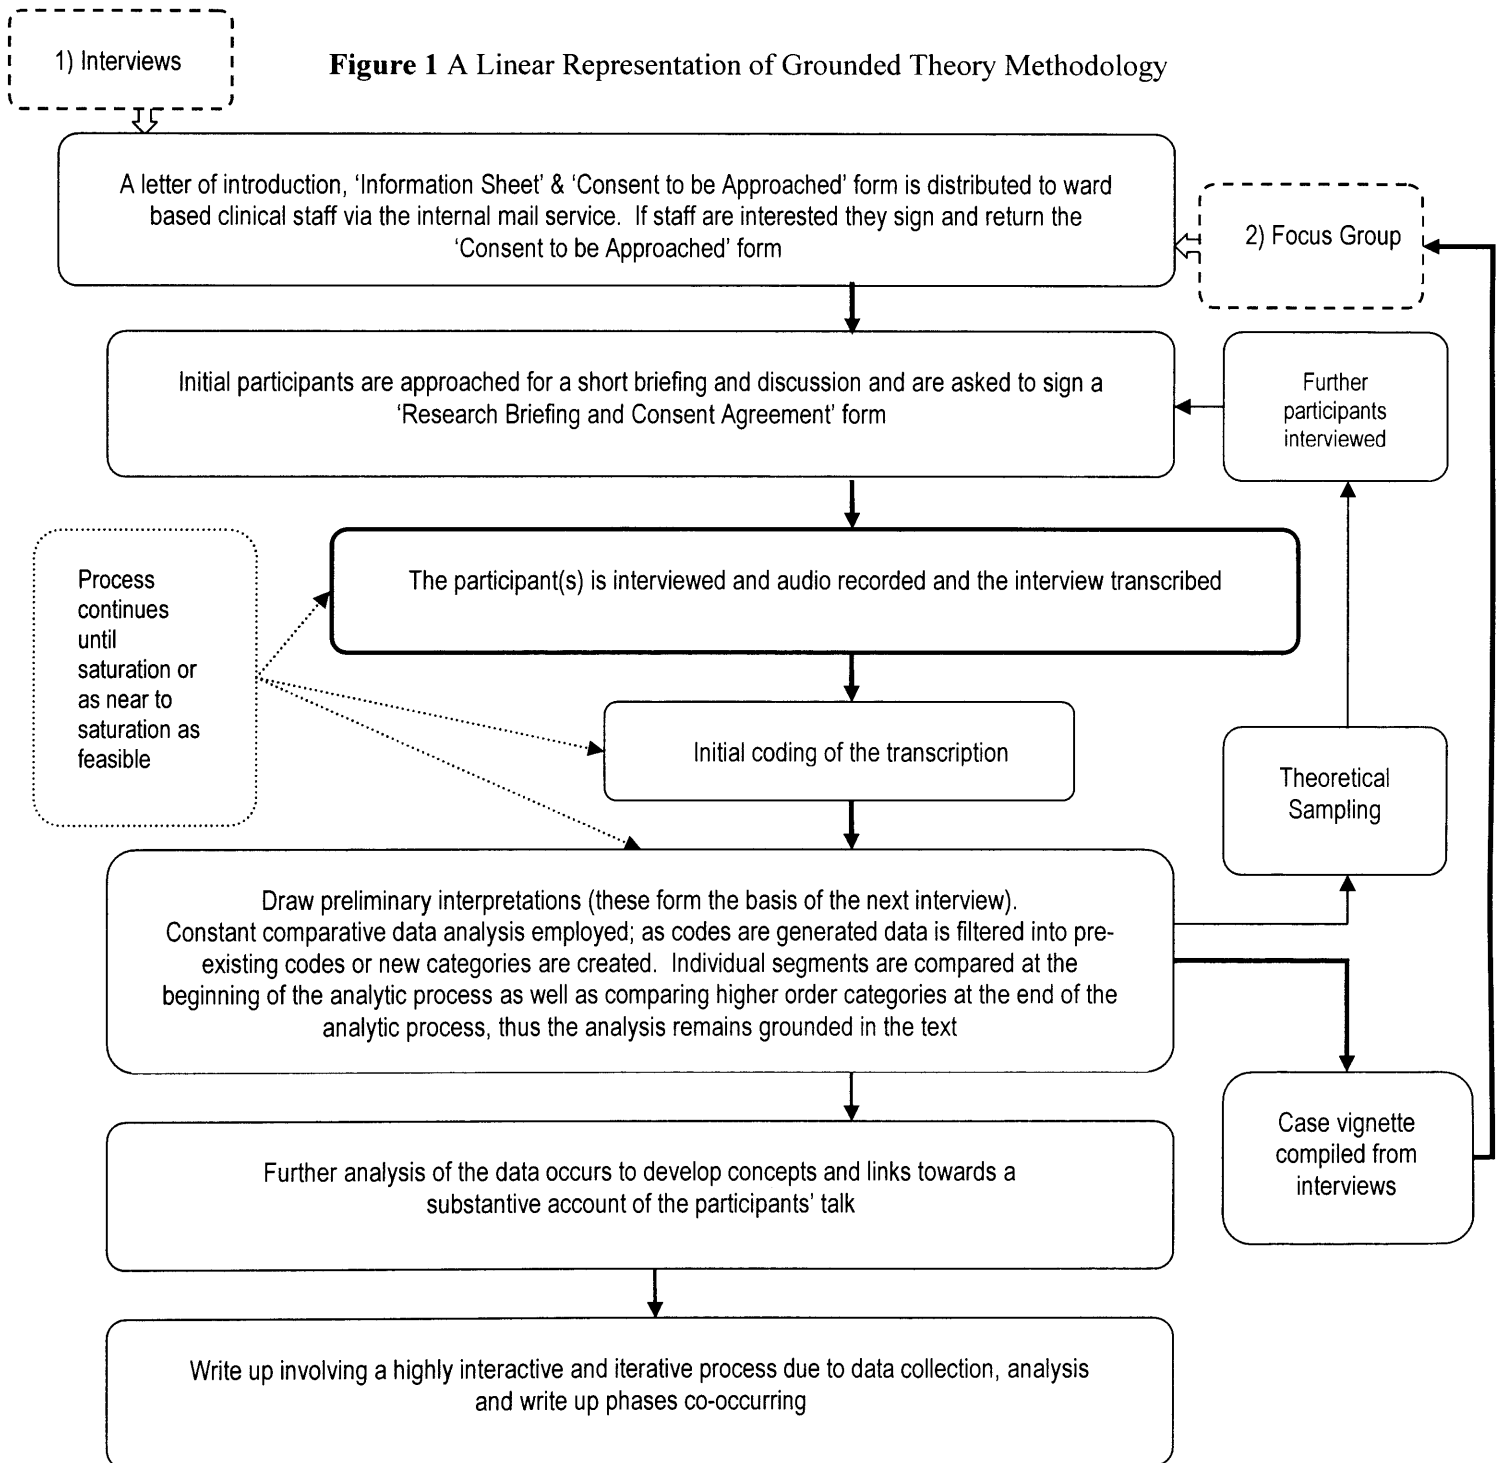 1) Interviews
Figure 1 A Linear Representation of Grounded Theory Methodology
A letter of introduction, ‘Information Sheet’ & ‘Consent to be Approached’ form is distributed to ward
based clinical staff via the internal mail service. If staff are interested they sign and return the
‘Consent to be Approached’ form
2) Focus Group
Initial participants are approached for a short briefing and discussion and are asked to sign a
‘Research Briefing and Consent Agreement’ form
Further
participants
interviewed
The participant(s) is interviewed and audio recorded and the interview transcribed
Process
continues
until
saturation or
as near to
saturation as
feasible
Initial coding of the transcription
Theoretical
Sampling
Draw preliminary interpretations (these form the basis of the next interview).
Constant comparative data analysis employed; as codes are generated data is filtered into pre-
existing codes or new categories are created. Individual segments are compared at the
beginning of the analytic process as well as comparing higher order categories at the end of the
analytic process, thus the analysis remains grounded in the text
Case vignette
compiled from
interviews
Further analysis of the data occurs to develop concepts and links towards a
substantive account of the participants’ talk
Write up involving a highly interactive and iterative process due to data collection, analysis
and write up phases co-occurring